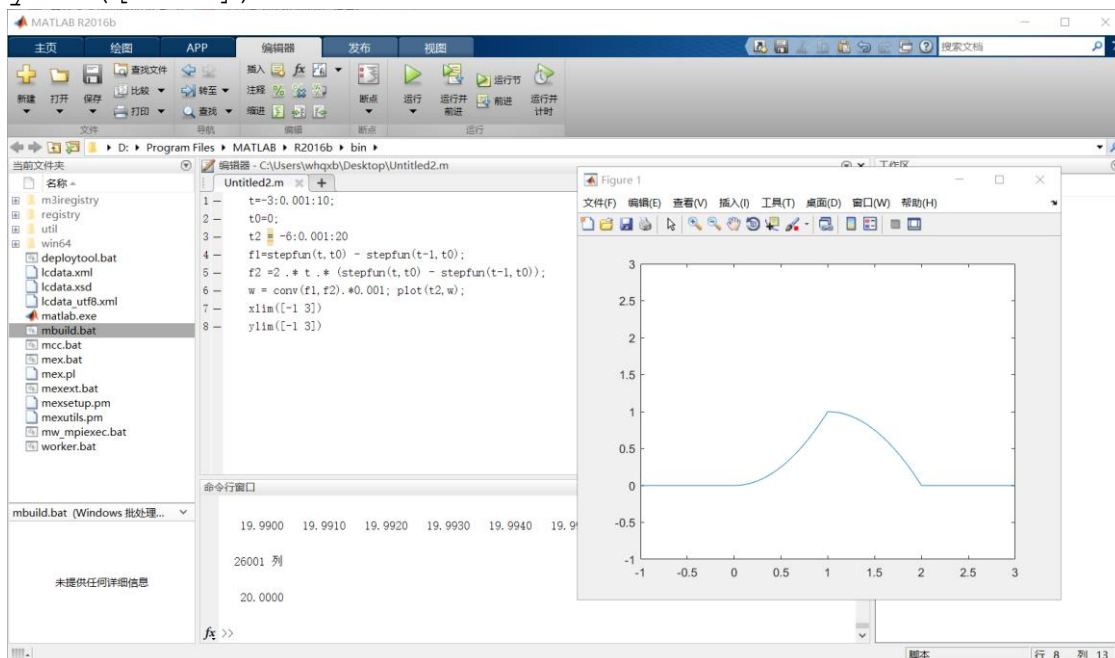 MATLAB R2016b
主页 绘图 APP 编辑器 发布 视图
搜索文档
新建 打开 保存 查找文件 比较 打印
转至 查找
插入 fx 注释 缩进
断点 运行 运行并前进 运行节 前进 运行并计时
文件 导航 编辑 断点 运行
D: Program Files MATLAB R2016b bin
当前文件夹
名称
m3iregistry
registry
util
win64
deploytool.bat
lcdata.xml
lcdata.xsd
lcdata_utf8.xml
matlab.exe
mbuild.bat
mcc.bat
mex.bat
mex.pl
mexext.bat
mexsetup.pm
mexutils.pm
mw_mpiexec.bat
worker.bat
mbuild.bat (Windows 批处理...
未提供任何详细信息
编辑器 - C:\Users\whqxb\Desktop\Untitled2.m
Untitled2.m
1 t=-3:0.001:10;
2 t0=0;
3 t2 = -6:0.001:20
4 f1=stepfun(t,t0) - stepfun(t-1,t0);
5 f2 =2 .* t .* (stepfun(t,t0) - stepfun(t-1,t0));
6 w = conv(f1,f2).*0.001; plot(t2,w);
7 xlim([-1 3])
8 ylim([-1 3])
命令行窗口
19.9900 19.9910 19.9920 19.9930 19.9940
26001 列
20.0000
fx >>
工作区
Figure 1
文件(F) 编辑(E) 查看(V) 插入(I) 工具(T) 桌面(D) 窗口(W) 帮助(H)
3
2.5
2
1.5
1
0.5
0
-0.5
-1
-1 -0.5 0 0.5 1 1.5 2 2.5 3
脚本 行 8 列 13